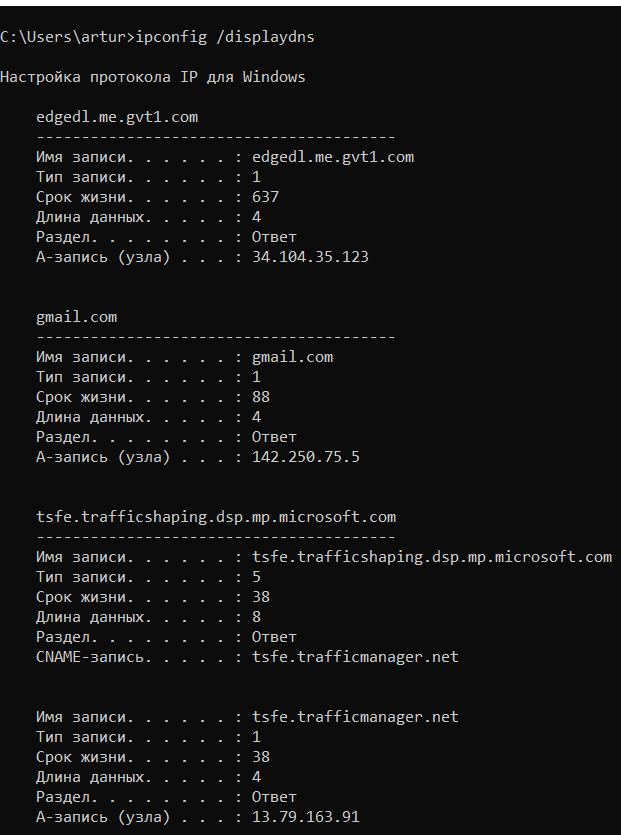 C:\Users\artur>ipconfig /displaydns
Настройка протокола IP для Windows
edgedl.me.gvt1.com
----------------------------------------
Имя записи. . . . . . : edgedl.me.gvt1.com
Тип записи. . . . . . : 1
Срок жизни. . . . . . : 637
Длина данных. . . . . : 4
Раздел. . . . . . . . : Ответ
А-запись (узла) . . . : 34.104.35.123
gmail.com
----------------------------------------
Имя записи. . . . . . : gmail.com
Тип записи. . . . . . : 1
Срок жизни. . . . . . : 88
Длина данных. . . . . : 4
Раздел. . . . . . . . : Ответ
А-запись (узла) . . . : 142.250.75.5
tsfe.trafficshaping.dsp.mp.microsoft.com
----------------------------------------
Имя записи. . . . . . : tsfe.trafficshaping.dsp.mp.microsoft.com
Тип записи. . . . . . : 5
Срок жизни. . . . . . : 38
Длина данных. . . . . : 8
Раздел. . . . . . . . : Ответ
CNAME-запись. . . . . : tsfe.trafficmanager.net
Имя записи. . . . . . : tsfe.trafficmanager.net
Тип записи. . . . . . : 1
Срок жизни. . . . . . : 38
Длина данных. . . . . : 4
Раздел. . . . . . . . : Ответ
А-запись (узла) . . . : 13.79.163.91